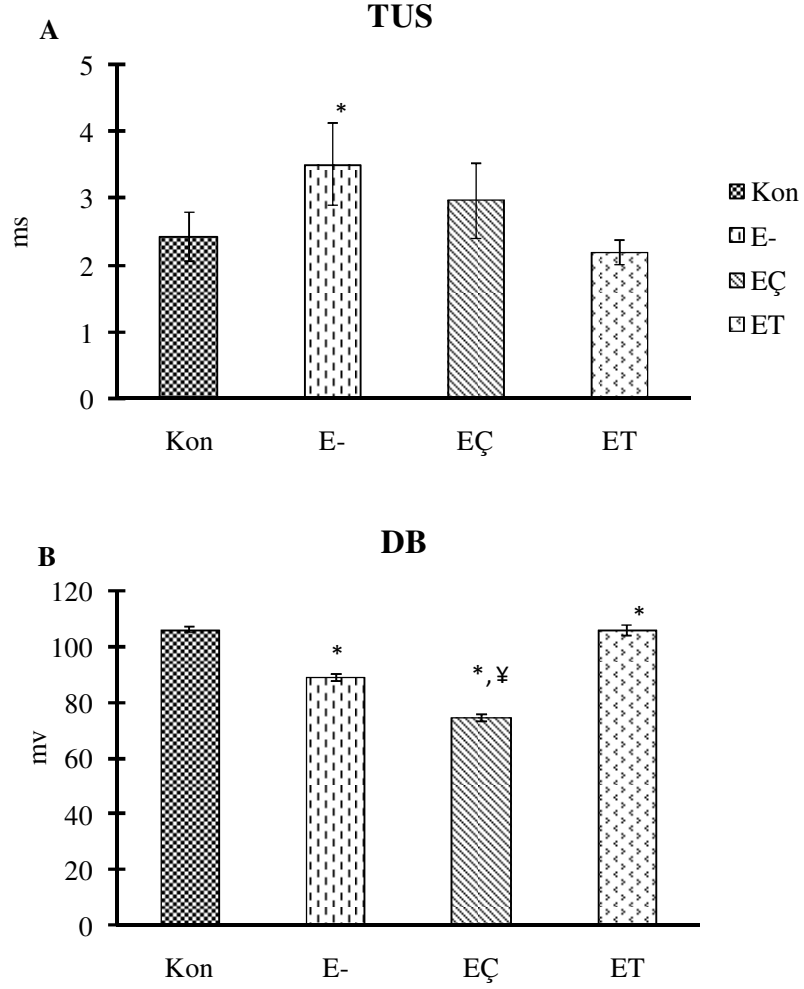 TUS
A
5
4
3
2
1
0
ms
*
Kon E- EÇ ET
Kon
E-
EÇ
ET
DB
B
120
100
80
60
40
20
0
mv
*
*,¥
*
Kon E- EÇ ET